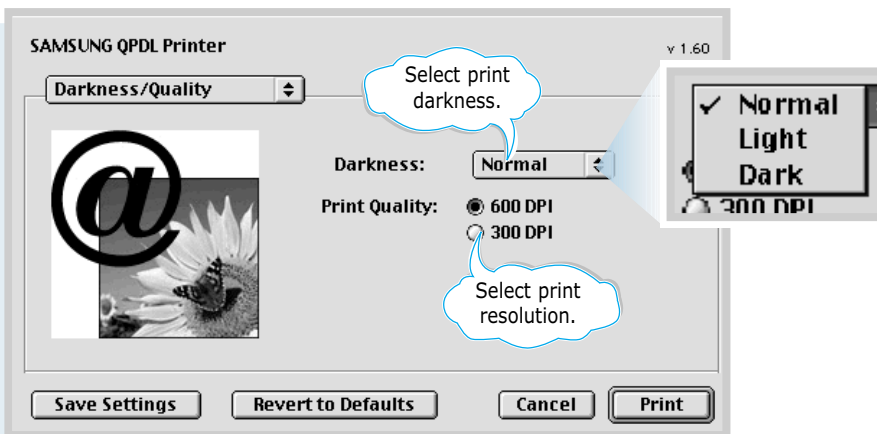 SAMSUNG QPDL Printer
v 1.60
Darkness/Quality
Select print
darkness.
Darkness: Normal
Print Quality: 600 DPI
300 DPI
Select print
resolution.
Save Settings Revert to Defaults Cancel Print
Normal
Light
Dark
300 DPI
@